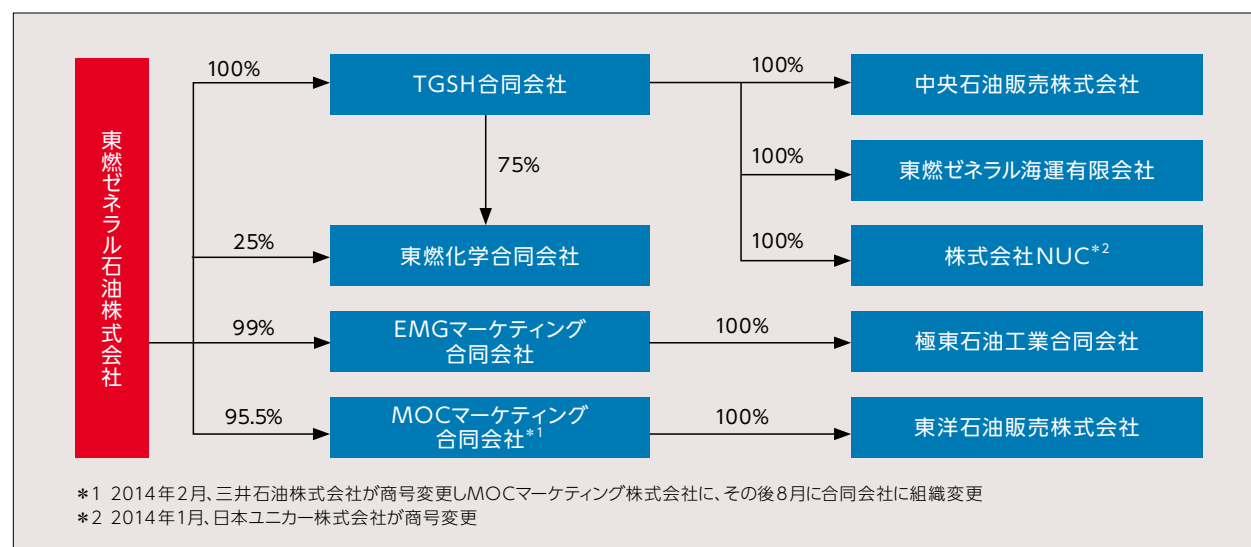 東燃ゼネラル石油株式会社
100%
TGSH合同会社
100%
中央石油販売株式会社
75%
100%
東燃ゼネラル海運有限会社
25%
東燃化学合同会社
100%
株式会社NUC*2
99%
EMGマーケティング
合同会社
100%
極東石油工業合同会社
95.5%
MOCマーケティング
合同会社*1
100%
東洋石油販売株式会社
*1 2014年2月、三井石油株式会社が商号変更しMOCマーケティング株式会社に、その後8月に合同会社に組織変更
*2 2014年1月、日本ユニカー株式会社が商号変更